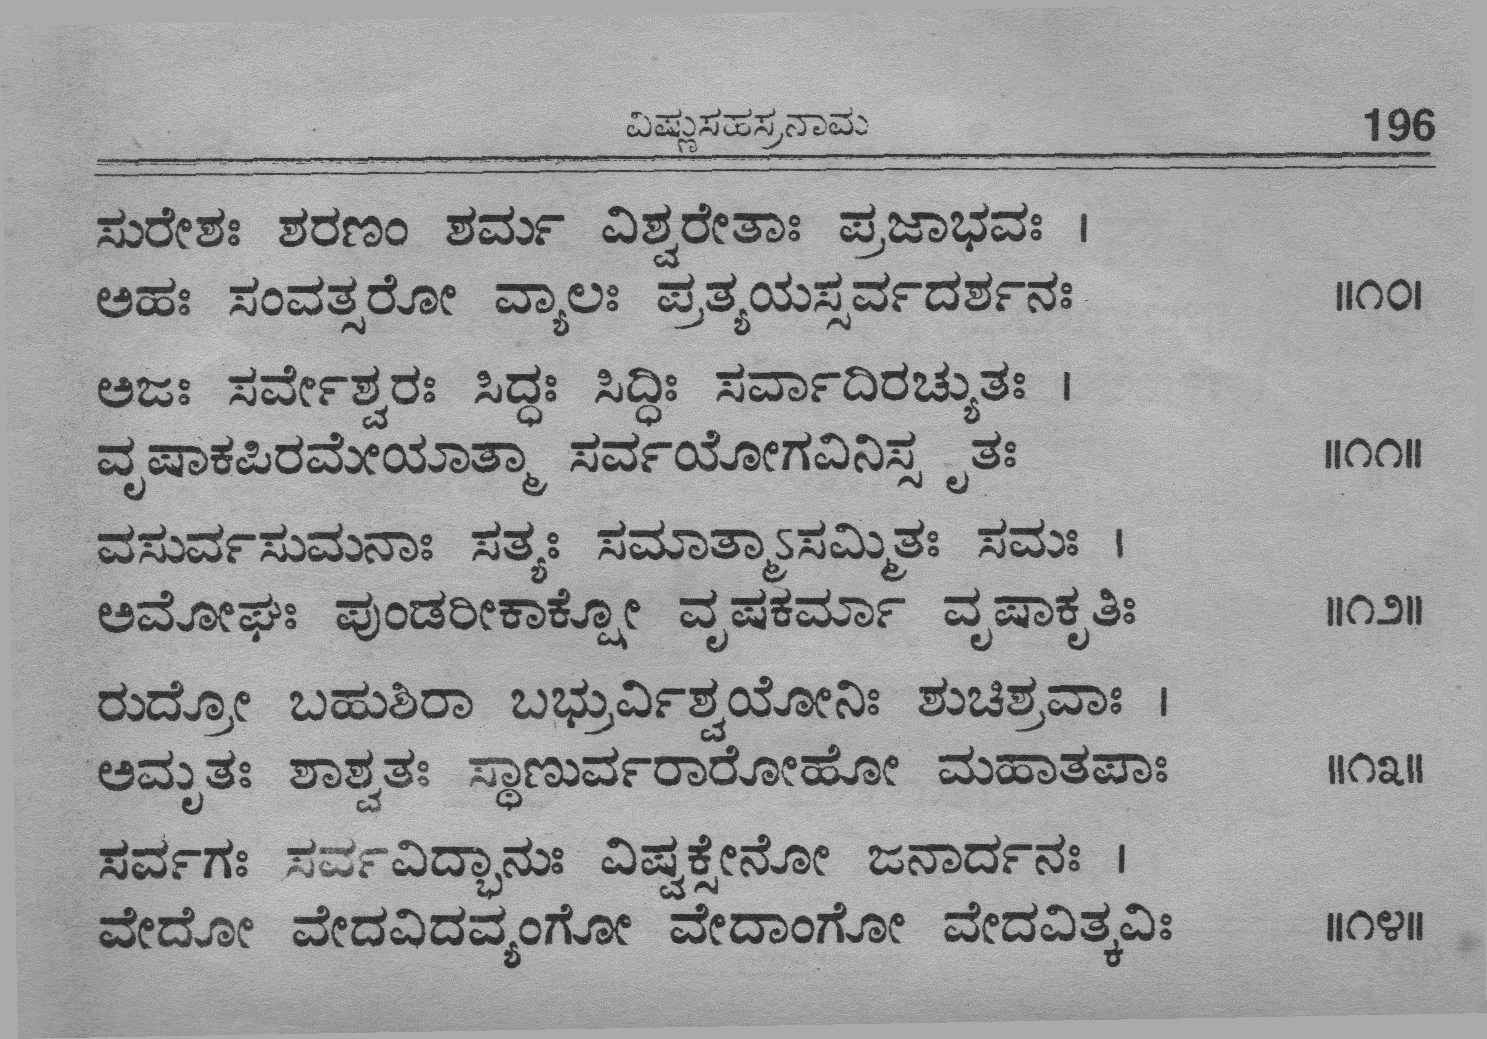 ವಿಷ್ಣುಸಹಸ್ರನಾಮ 196
ಸುರೇಶಃ ಶರಣಂ ಶರ್ಮ ವಿಶ್ವರೇತಾಃ ಪ್ರಜಾಭವಃ ।
ಅಹಃ ಸಂವತ್ಸರೋ ವ್ಯಾಲಃ ಪ್ರತ್ಯಯಸ್ಸರ್ವದರ್ಶನಃ ॥೧೦।
ಅಜಃ ಸರ್ವೇಶ್ವರಃ ಸಿದ್ಧಃ ಸಿದ್ಧಿಃ ಸರ್ವಾದಿರಚ್ಯುತಃ ।
ವೃಷಾಕಪಿರಮೇಯಾತ್ಮಾ ಸರ್ವಯೋಗವಿನಿಸ್ಸೃತಃ ॥೧೧॥
ವಸುರ್ವಸುಮನಾಃ ಸತ್ಯಃ ಸಮಾತ್ಮಾಽಸಮ್ಮಿತಃ ಸಮಃ ।
ಅಮೋಘಃ ಪುಂಡರೀಕಾಕ್ಷೋ ವೃಷಕರ್ಮಾ ವೃಷಾಕೃತಿಃ ॥೧೨॥
ರುದ್ರೋ ಬಹುಶಿರಾ ಬಭ್ರುರ್ವಿಶ್ವಯೋನಿಃ ಶುಚಿಶ್ರವಾಃ ।
ಅಮೃತಃ ಶಾಶ್ವತಃ ಸ್ಥಾಣುರ್ವರಾರೋಹೋ ಮಹಾತಪಾಃ ॥೧೩॥
ಸರ್ವಗಃ ಸರ್ವವಿದ್ಭಾನುಃ ವಿಷ್ವಕ್ಸೇನೋ ಜನಾರ್ದನಃ ।
ವೇದೋ ವೇದವಿದವ್ಯಂಗೋ ವೇದಾಂಗೋ ವೇದವಿತ್ಕವಿಃ ॥೧೪॥